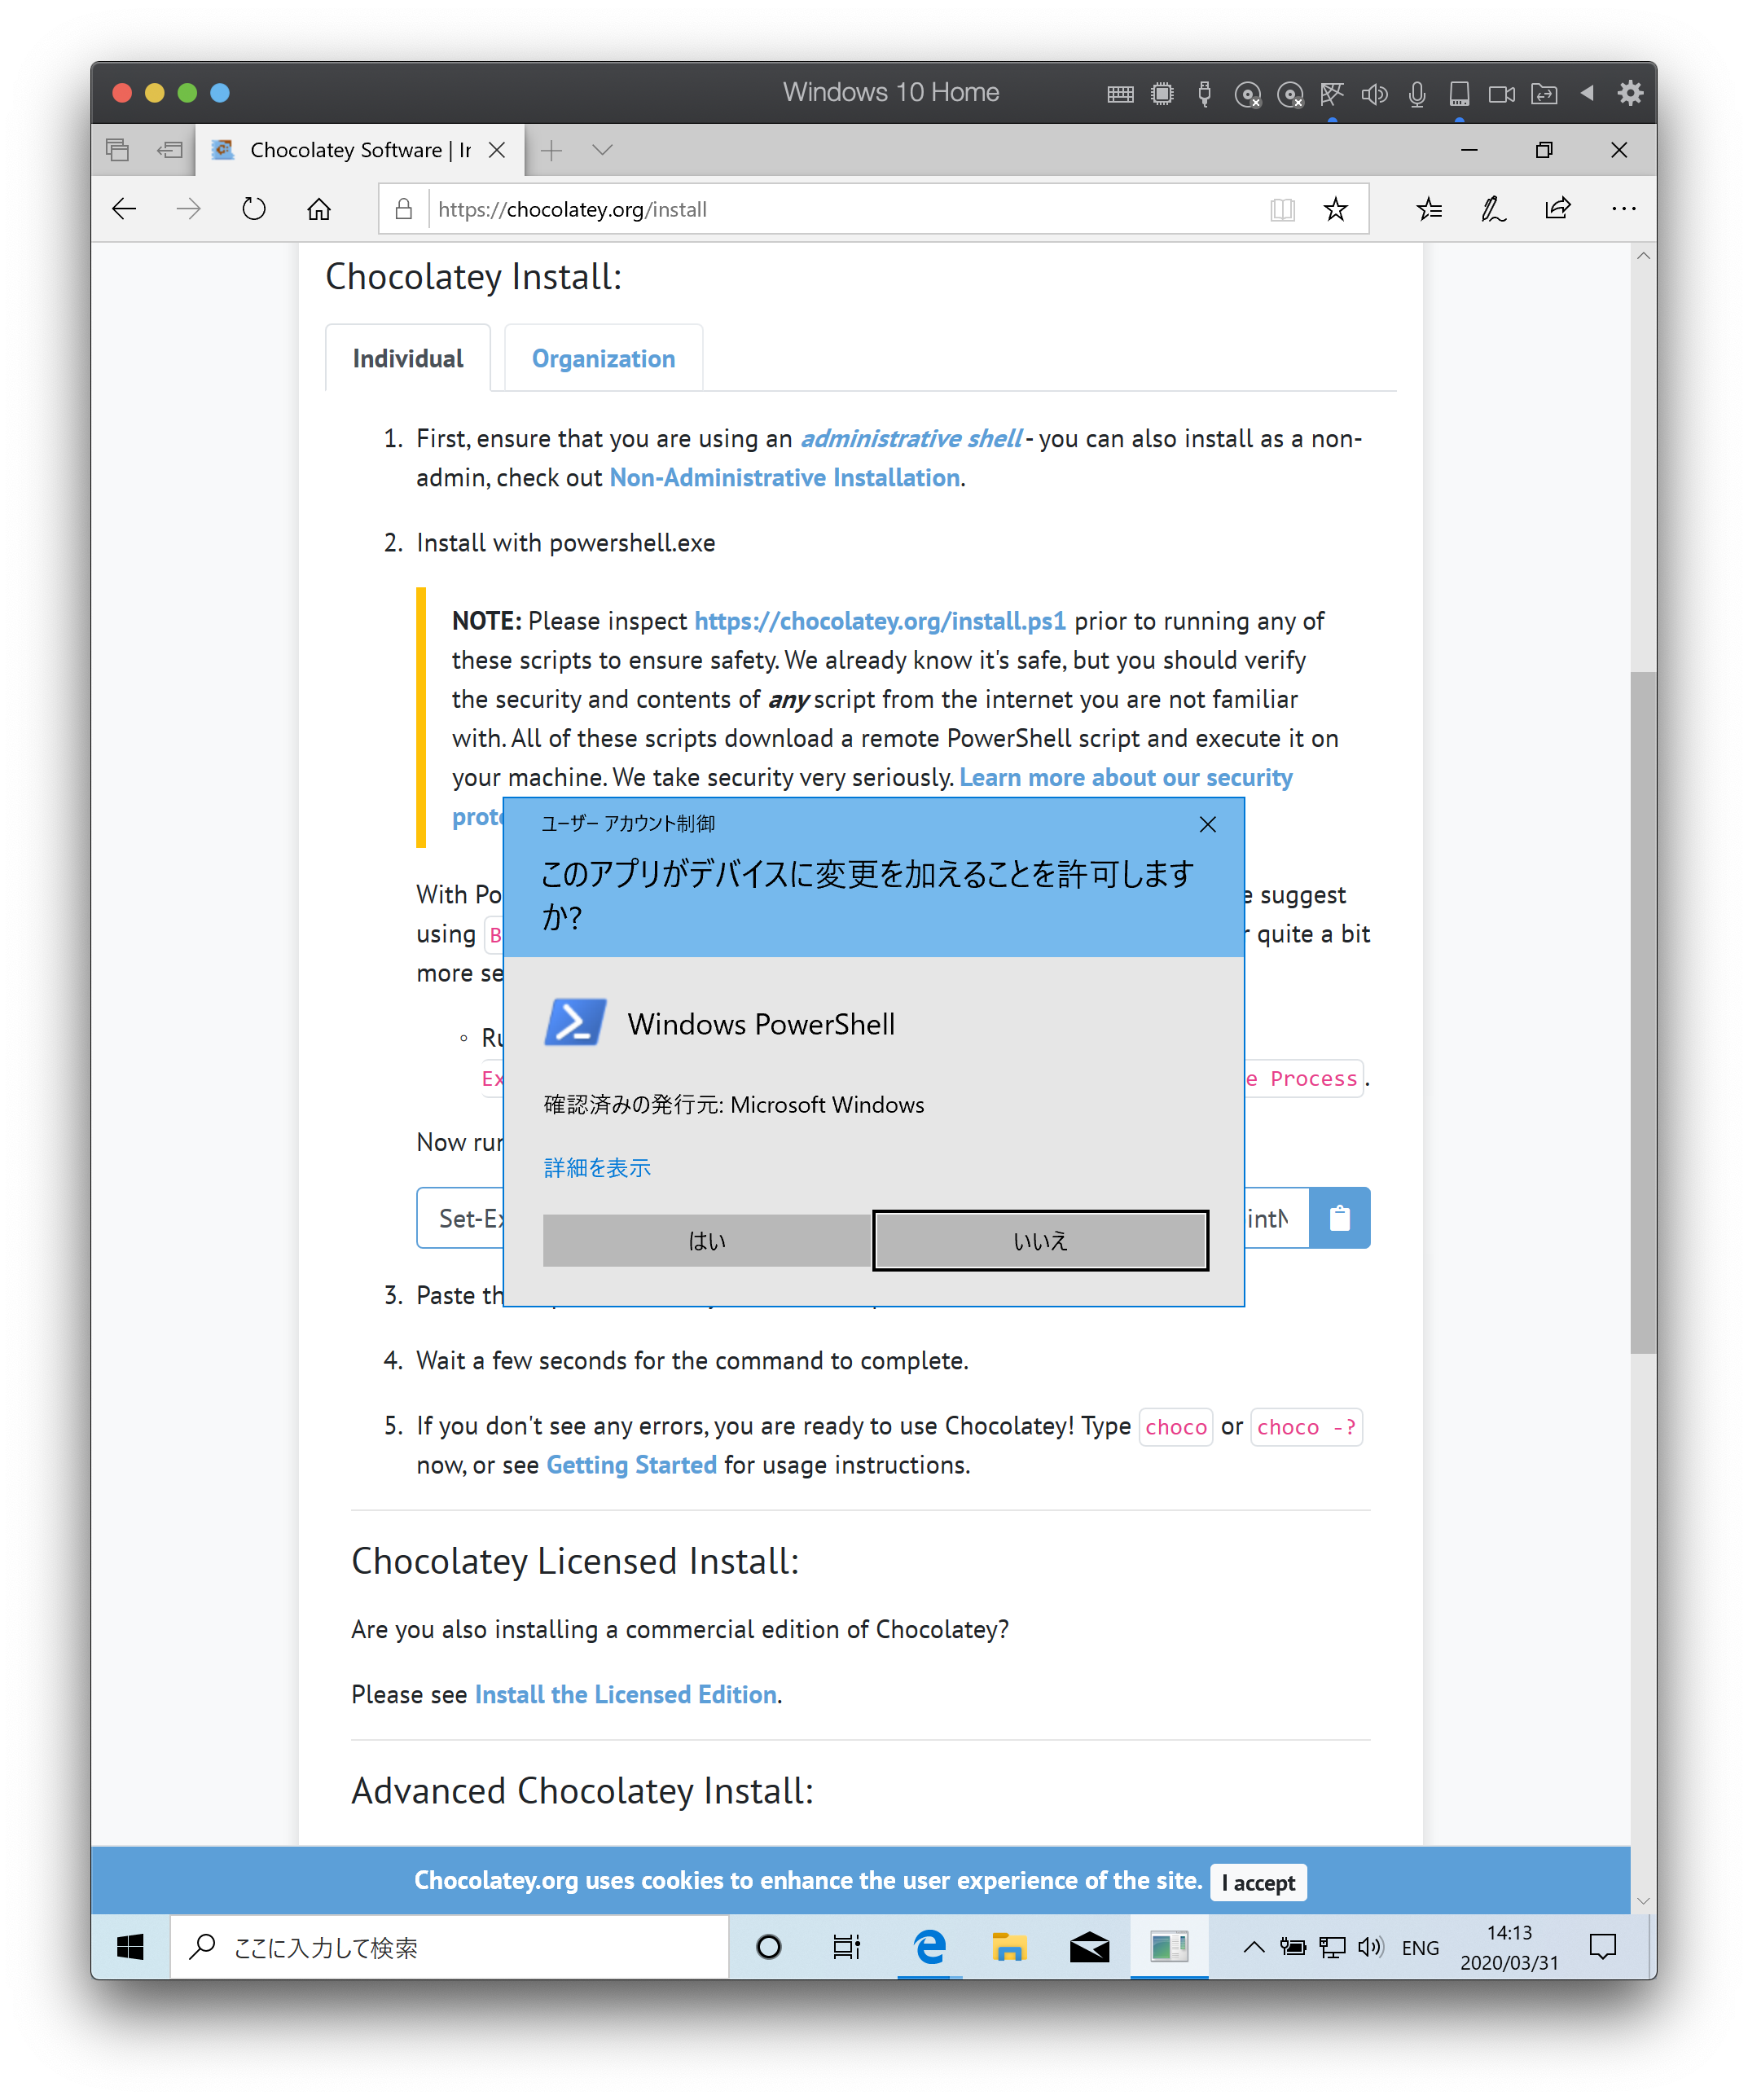 Windows 10 Home
Chocolatey Software | Ir
https://chocolatey.org/install
Chocolatey Install:
Individual
Organization
1. First, ensure that you are using an administrative shell - you can also install as a non-
admin, check out Non-Administrative Installation.
2. Install with powershell.exe
NOTE: Please inspect https://chocolatey.org/install.ps1 prior to running any of
these scripts to ensure safety. We already know it's safe, but you should verify
the security and contents of any script from the internet you are not familiar
with. All of these scripts download a remote PowerShell script and execute it on
your machine. We take security very seriously. Learn more about our security
ユーザー アカウント制御
このアプリがデバイスに変更を加えることを許可します
か?
Windows PowerShell
確認済みの発行元: Microsoft Windows
詳細を表示
はい
いいえ
With Po
e suggest
using B
quite a bit
more se
Ru
Ex
e Process.
Now run
Set-Ex
3. Paste th
4. Wait a few seconds for the command to complete.
5. If you don't see any errors, you are ready to use Chocolatey! Type choco or choco -?
now, or see Getting Started for usage instructions.
Chocolatey Licensed Install:
Are you also installing a commercial edition of Chocolatey?
Please see Install the Licensed Edition.
Advanced Chocolatey Install:
Chocolatey.org uses cookies to enhance the user experience of the site. I accept
ここに入力して検索
ENG
14:13
2020/03/31